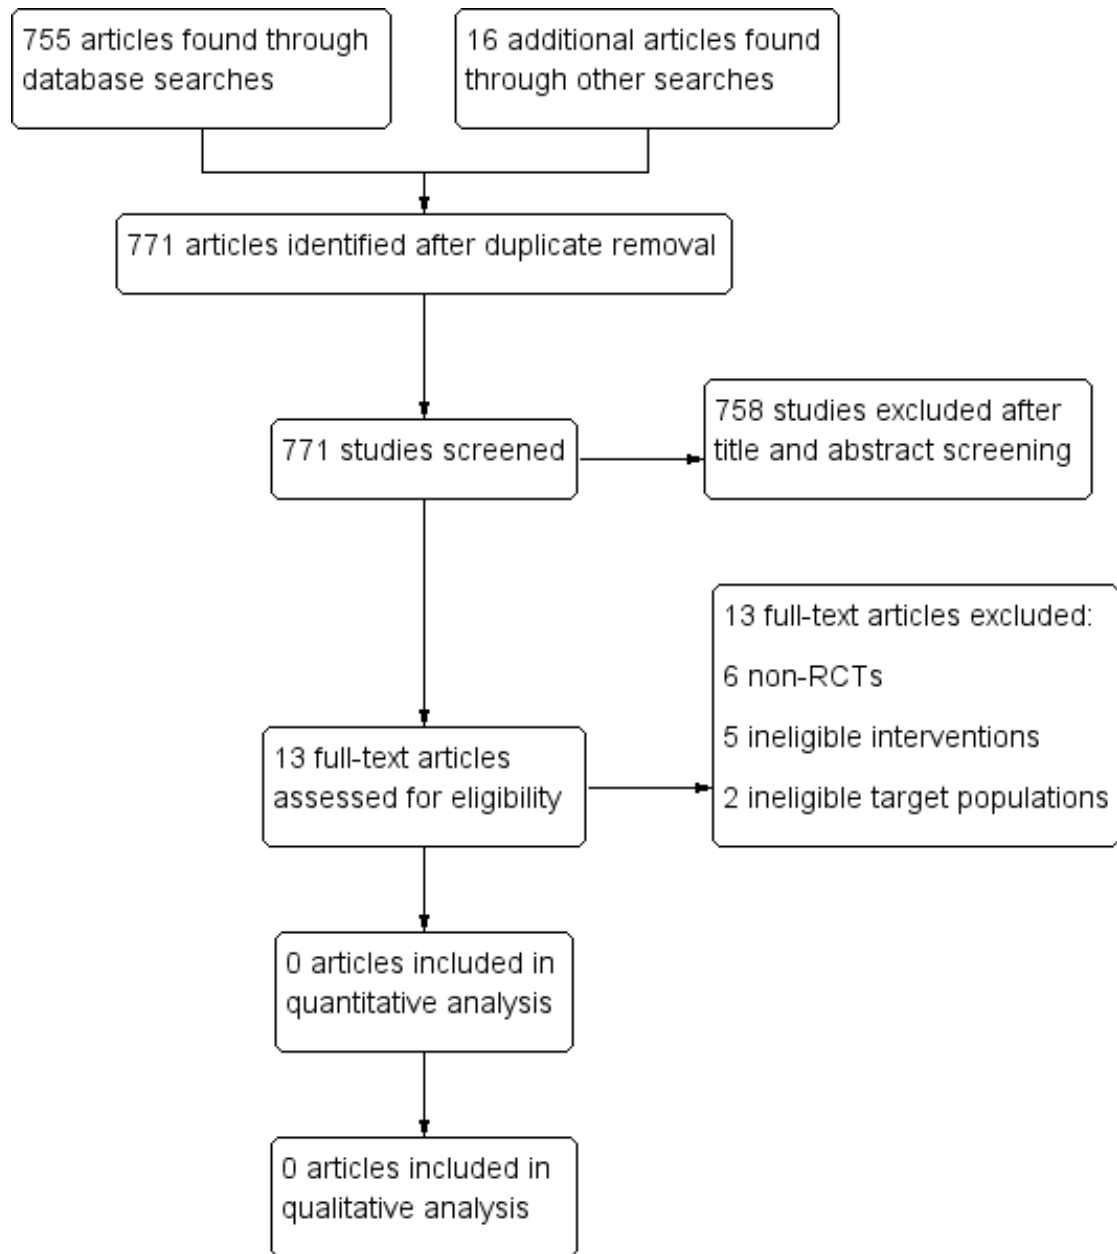 755 articles found through
database searches
16 additional articles found
through other searches
771 articles identified after duplicate removal
771 studies screened
758 studies excluded after
title and abstract screening
13 full-text articles
assessed for eligibility
13 full-text articles excluded:
6 non-RCTs
5 ineligible interventions
2 ineligible target populations
0 articles included in
quantitative analysis
0 articles included in
qualitative analysis